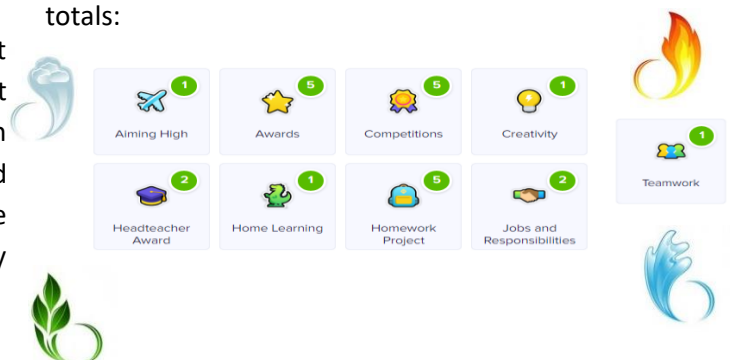 totals:
t
t
n
d
e
y
1
Aiming High
5
Awards
5
Competitions
1
Creativity
2
Headteacher
Award
1
Home Learning
5
Homework
Project
2
Jobs and
Responsibilities
1
Teamwork